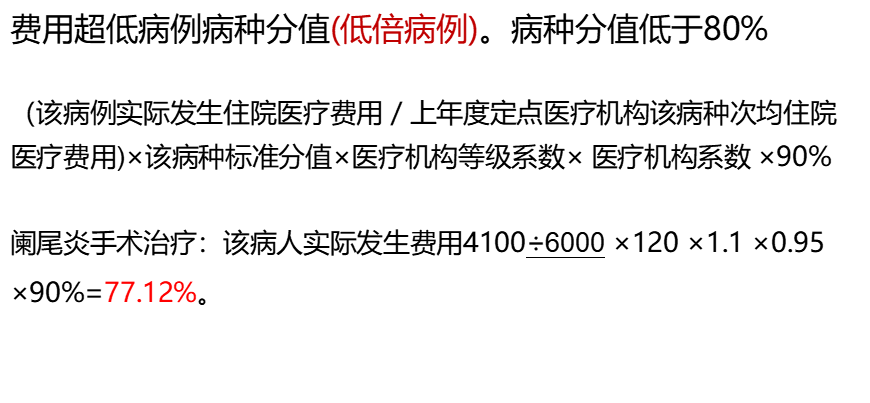 费用超低病例病种分值(低倍病例)。病种分值低于80%
（该病例实际发生住院医疗费用 / 上年度定点医疗机构该病种次均住院
医疗费用)×该病种标准分值×医疗机构等级系数× 医疗机构系数 ×90%
阑尾炎手术治疗：该病人实际发生费用4100÷6000 ×120 ×1.1 ×0.95
×90%=77.12%。